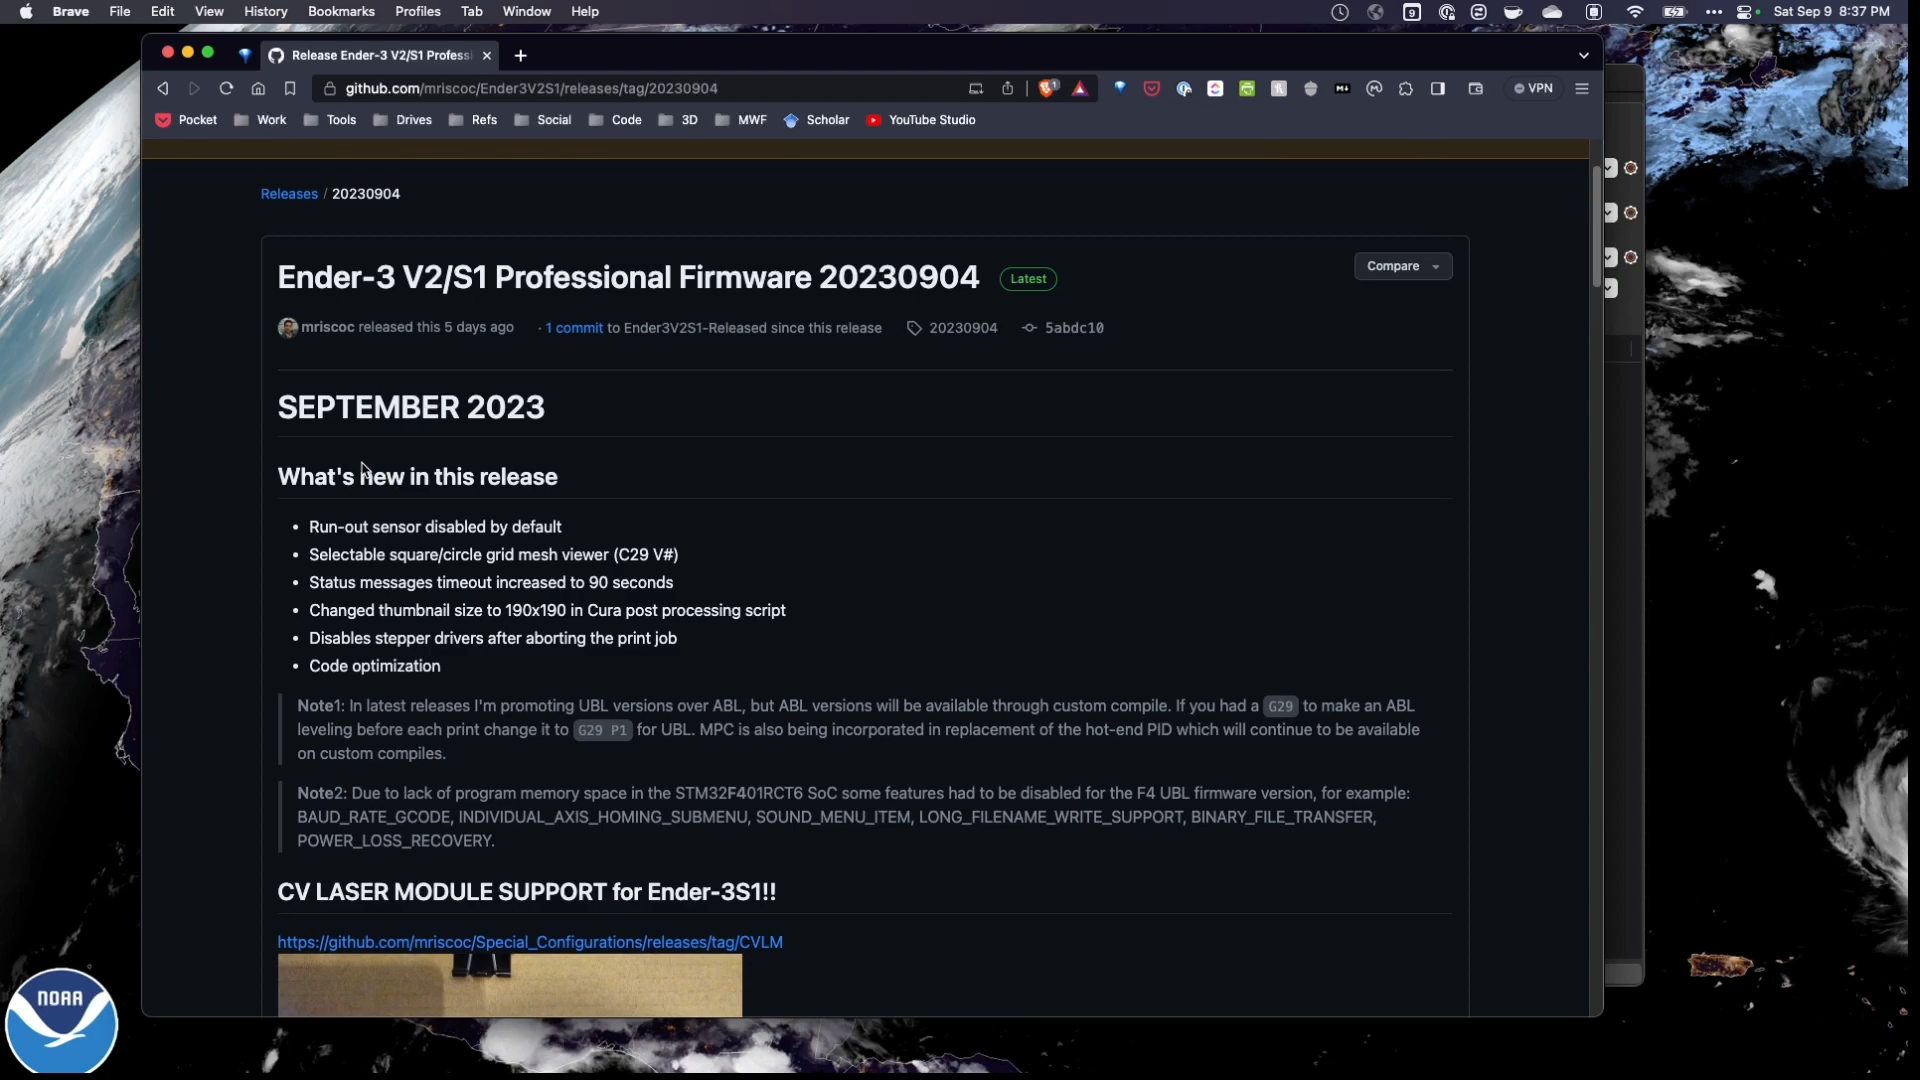 Brave File Edit View History Bookmarks Profiles Tab Window Help
9
Sat Sep 9 8:37 PM
Release Ender-3 V2/S1 Profess
github.com/mriscoc/Ender3V2S1/releases/tag/20230904
1
VPN
Pocket Work Tools Drives Refs Social Code 3D MWF Scholar YouTube Studio
Releases / 20230904
Ender-3 V2/S1 Professional Firmware 20230904 Latest
Compare
mriscoc released this 5 days ago · 1 commit to Ender3V2S1-Released since this release 20230904 5abdc10
SEPTEMBER 2023
What's new in this release
• Run-out sensor disabled by default
• Selectable square/circle grid mesh viewer (C29 V#)
• Status messages timeout increased to 90 seconds
• Changed thumbnail size to 190x190 in Cura post processing script
• Disables stepper drivers after aborting the print job
• Code optimization
Note1: In latest releases I'm promoting UBL versions over ABL, but ABL versions will be available through custom compile. If you had a G29 to make an ABL
leveling before each print change it to G29 P1 for UBL. MPC is also being incorporated in replacement of the hot-end PID which will continue to be available
on custom compiles.
Note2: Due to lack of program memory space in the STM32F401RCT6 SoC some features had to be disabled for the F4 UBL firmware version, for example:
BAUD_RATE_GCODE, INDIVIDUAL_AXIS_HOMING_SUBMENU, SOUND_MENU_ITEM, LONG_FILENAME_WRITE_SUPPORT, BINARY_FILE_TRANSFER,
POWER_LOSS_RECOVERY.
CV LASER MODULE SUPPORT for Ender-3S1!!
https://github.com/mriscoc/Special_Configurations/releases/tag/CVLM
NOAA